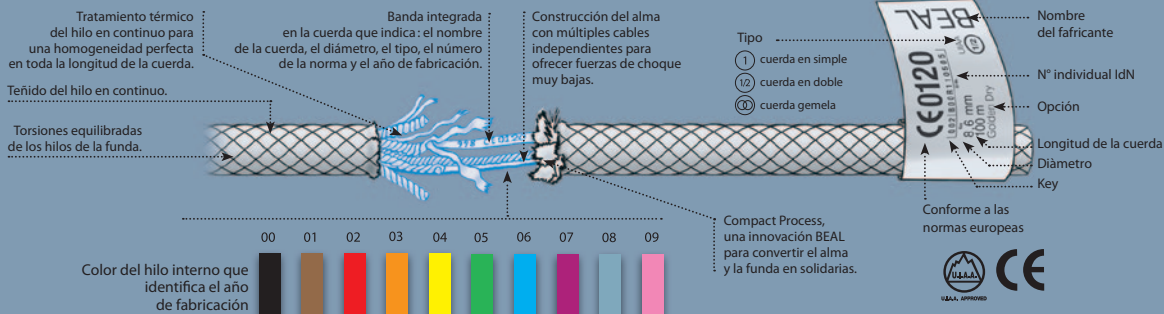 Tratamiento térmico
del hilo en continuo para
una homogeneidad perfecta
en toda la longitud de la cuerda.
Teñido del hilo en continuo.
Torsiones equilibradas
de los hilos de la funda.
Banda integrada
en la cuerda que indica : el nombre
de la cuerda, el diámetro, el tipo, el número
de la norma y el año de fabricación.
Construcción del alma
con múltiples cables
independientes para
ofrecer fuerzas de choque
muy bajas.
Tipo
1 cuerda en simple
1/2 cuerda en doble
cuerda gemela
BEAL
1/2
CE0120
8,6 mm
100 m
Golden Dry
Nombre
del fafricante
N° individual IdN
Opción
Longitud de la cuerda
Diàmetro
Key
Conforme a las
normas europeas
Compact Process,
una innovación BEAL
para convertir el alma
y la funda en solidarias.
00 01 02 03 04 05 06 07 08 09
Color del hilo interno que
identifica el año
de fabricación
U.I.A.A.
U.I.A.A. APPROVED
CE